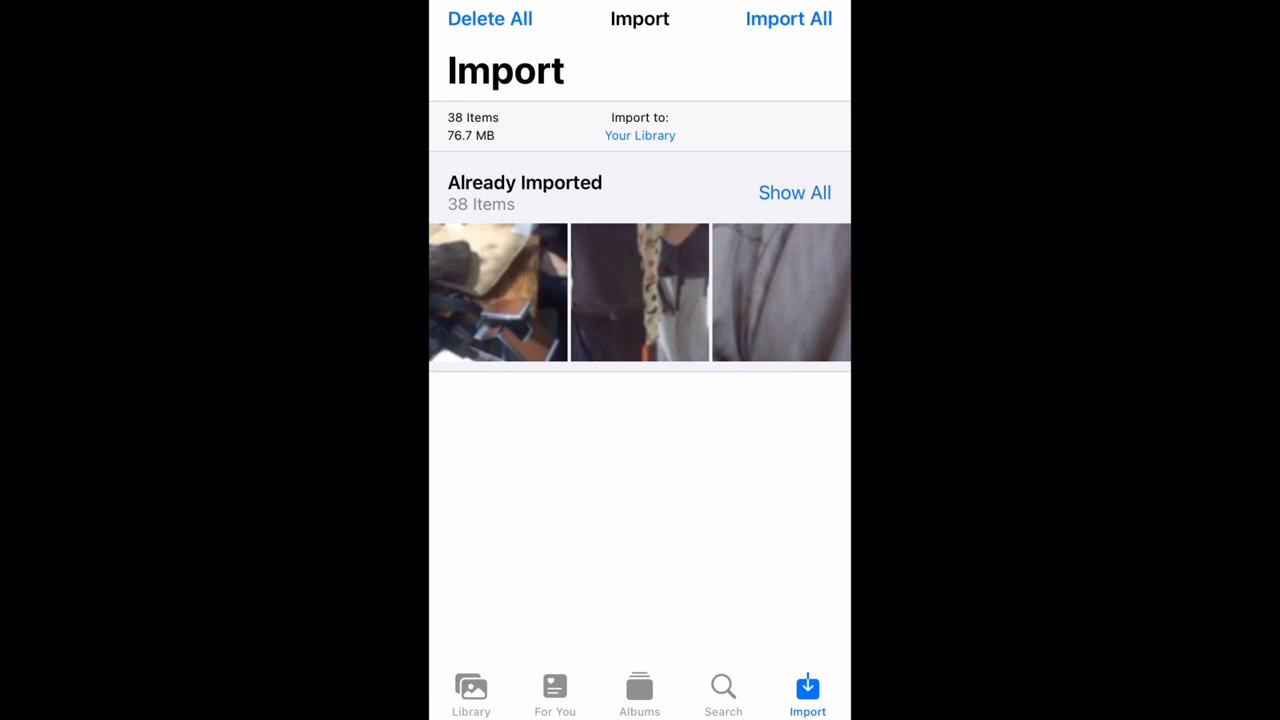 Delete All
Import
Import All
Import
38 Items
76.7 MB
Import to:
Your Library
Already Imported
38 Items
Show All
Library
For You
Albums
Search
Import